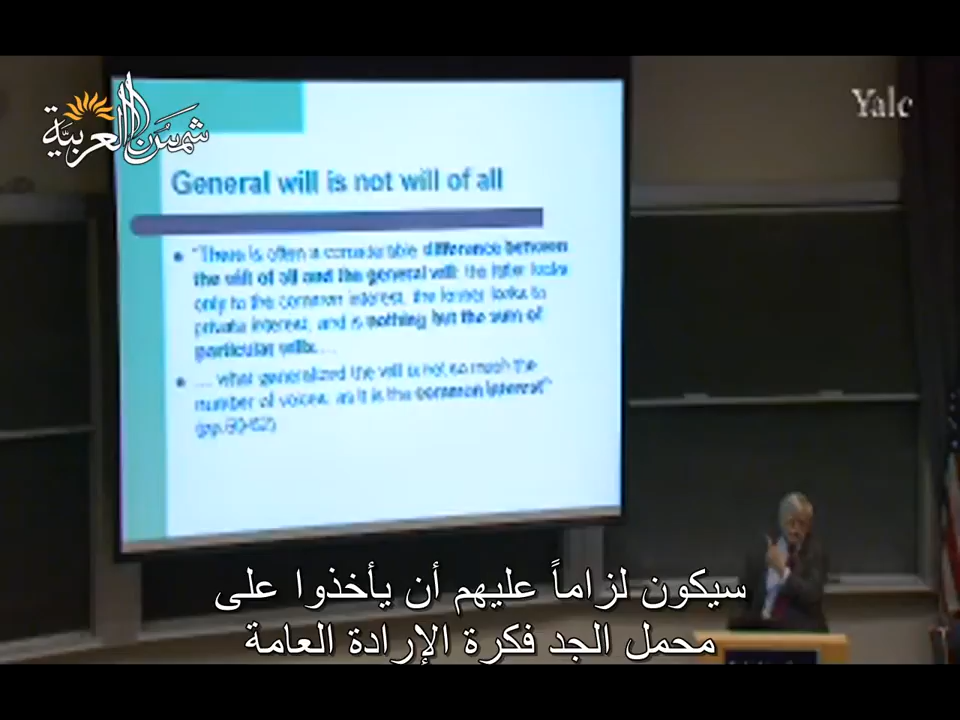 شمس العربية
Yale
General will is not will of all
"There is often a considerable difference between
the will of all and the general will: the latter looks
only to the common interest, the former looks to
private interest, and is nothing but the sum of
particular wills....
.... what generalized the will is not so much the
number of voices, as it is the common interest"
سيكون لزاماً عليهم أن يأخذوا على
محمل الجد فكرة الإرادة العامة